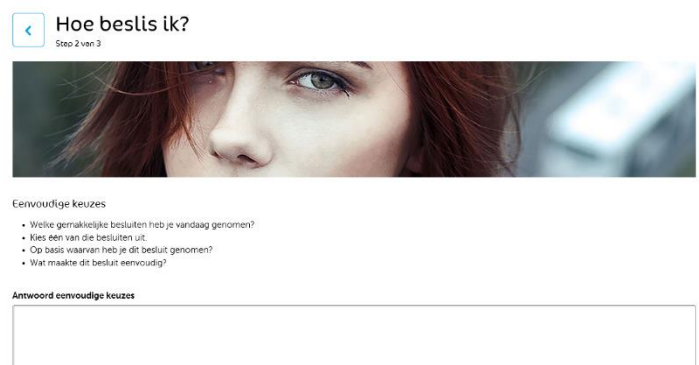 Hoe beslis ik?
Stap 2 van 3
Eenvoudige keuzes
• Welke gemakkelijke besluiten heb je vandaag genomen?
• Kies één van die besluiten uit.
• Op basis waarvan heb je dit besluit genomen?
• Wat maakte dit besluit eenvoudig?
Antwoord eenvoudige keuzes